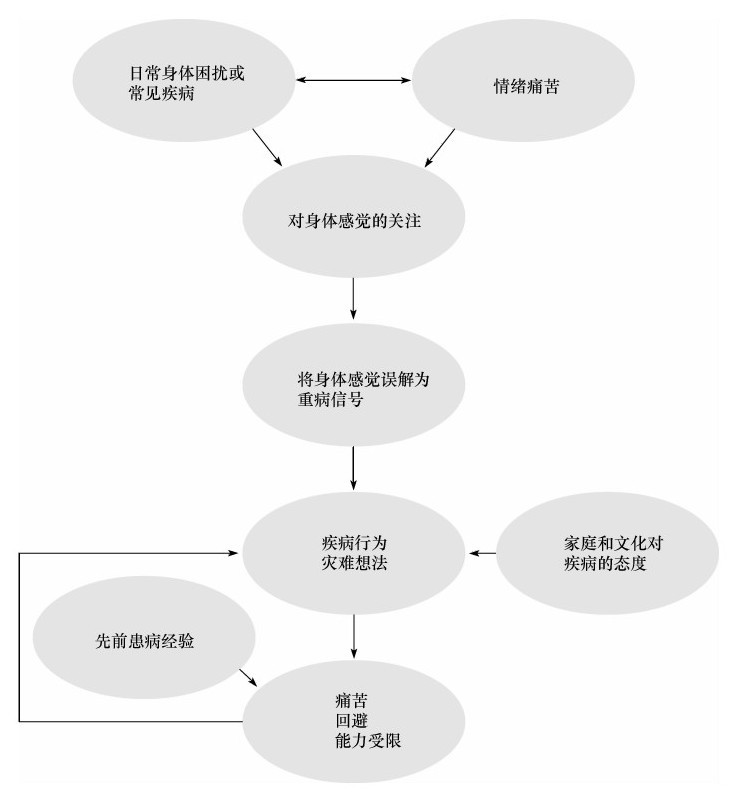 日常身体困扰或
常见疾病
情绪痛苦
对身体感觉的关注
将身体感觉误解为
重病信号
疾病行为
灾难想法
家庭和文化对
疾病的态度
先前患病经验
痛苦
回避
能力受限